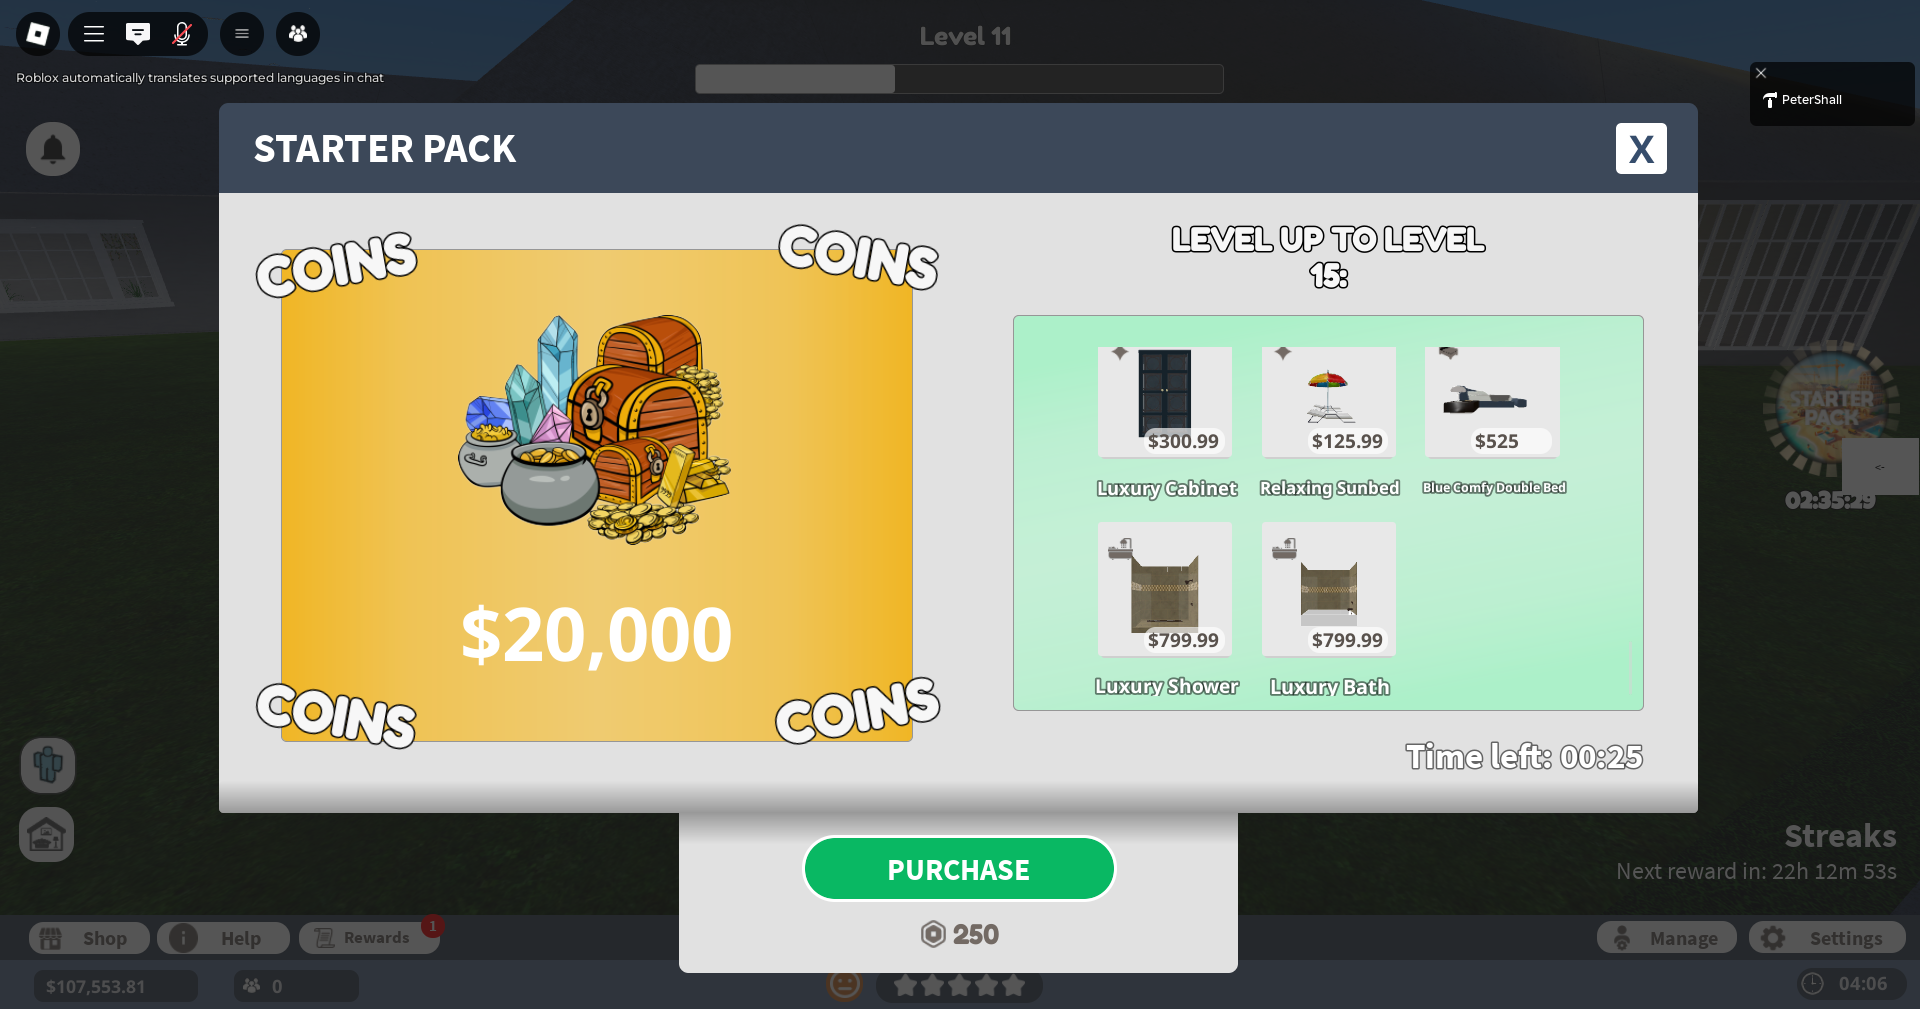 Level 11
Roblox automatically translates supported languages in chat
PeterShall
STARTER PACK
X
COINS
COINS
LEVEL UP TO LEVEL
15:
$300.99
$125.99
$525
Luxury Cabinet
Relaxing Sunbed
Blue Comfy Double Bed
STARTER
PACK
<-
02:35:29
$20,000
$799.99
$799.99
Luxury Shower
Luxury Bath
COINS
COINS
Time left: 00:25
Streaks
Next reward in: 22h 12m 53s
PURCHASE
250
Shop
Help
Rewards
1
Manage
Settings
$107,553.81
0
04:06